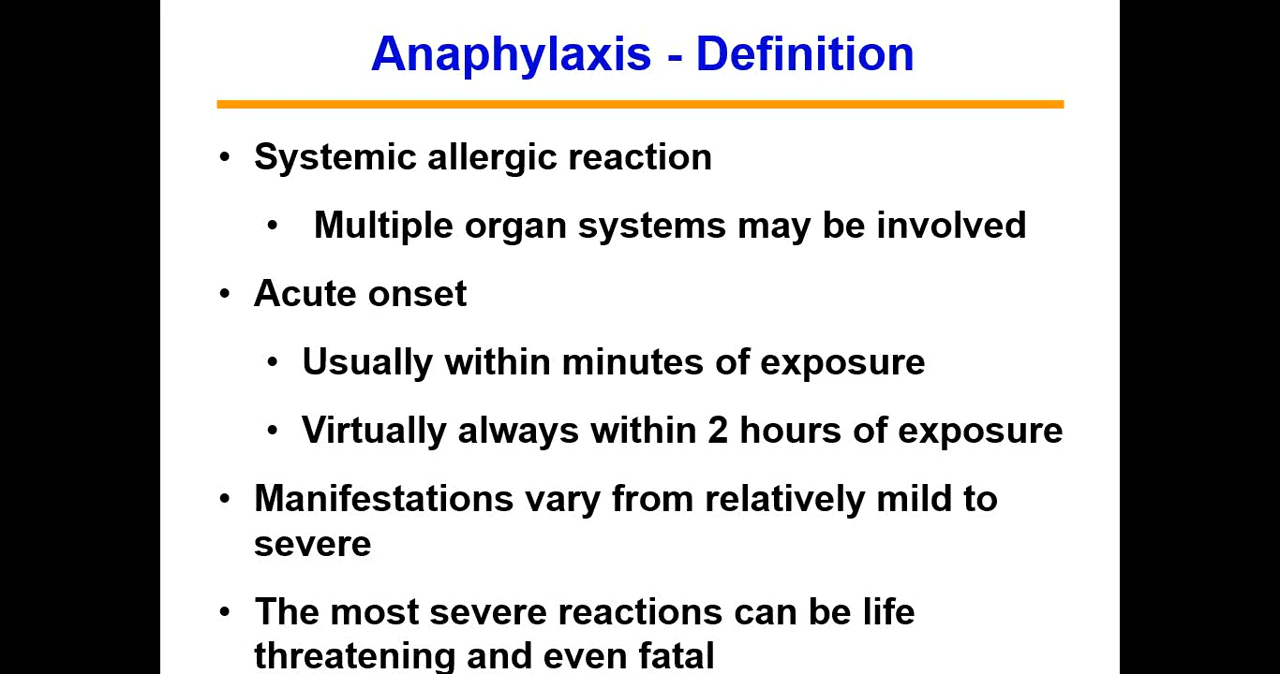 Anaphylaxis - Definition
• Systemic allergic reaction
• Multiple organ systems may be involved
• Acute onset
• Usually within minutes of exposure
• Virtually always within 2 hours of exposure
• Manifestations vary from relatively mild to
severe
• The most severe reactions can be life
threatening and even fatal